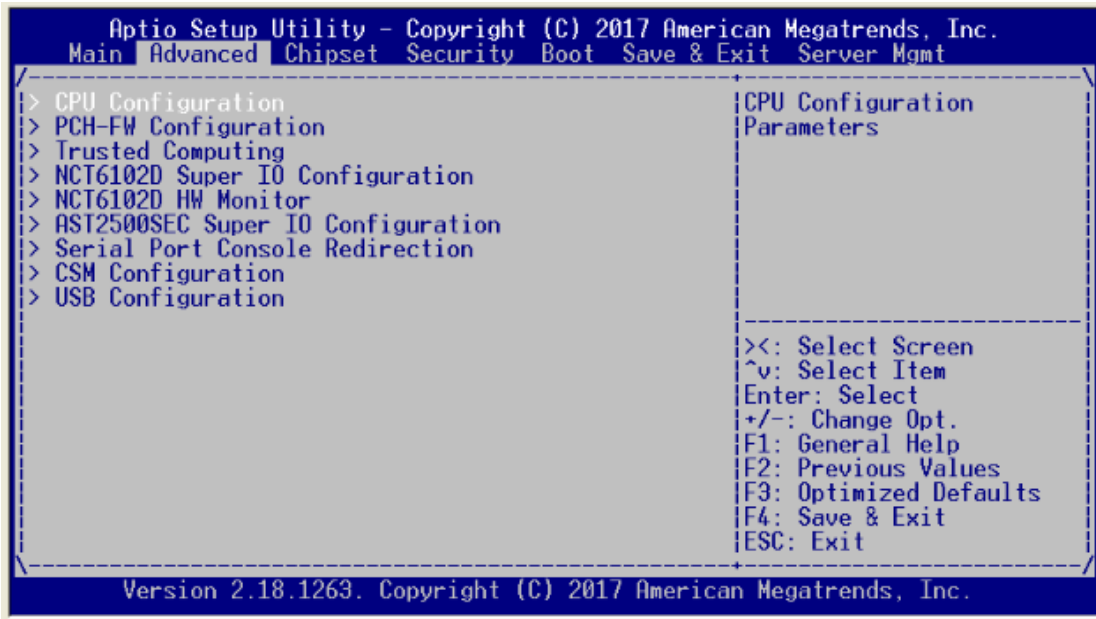 Aptio Setup Utility - Copyright (C) 2017 American Megatrends, Inc.
Main Advanced Chipset Security Boot Save & Exit Server Mgmt
> CPU Configuration
> PCH-FW Configuration
> Trusted Computing
> NCT6102D Super IO Configuration
> NCT6102D HW Monitor
> AST2500SEC Super IO Configuration
> Serial Port Console Redirection
> CSM Configuration
> USB Configuration
CPU Configuration
Parameters
><: Select Screen
^v: Select Item
Enter: Select
+/-: Change Opt.
F1: General Help
F2: Previous Values
F3: Optimized Defaults
F4: Save & Exit
ESC: Exit
Version 2.18.1263. Copyright (C) 2017 American Megatrends, Inc.